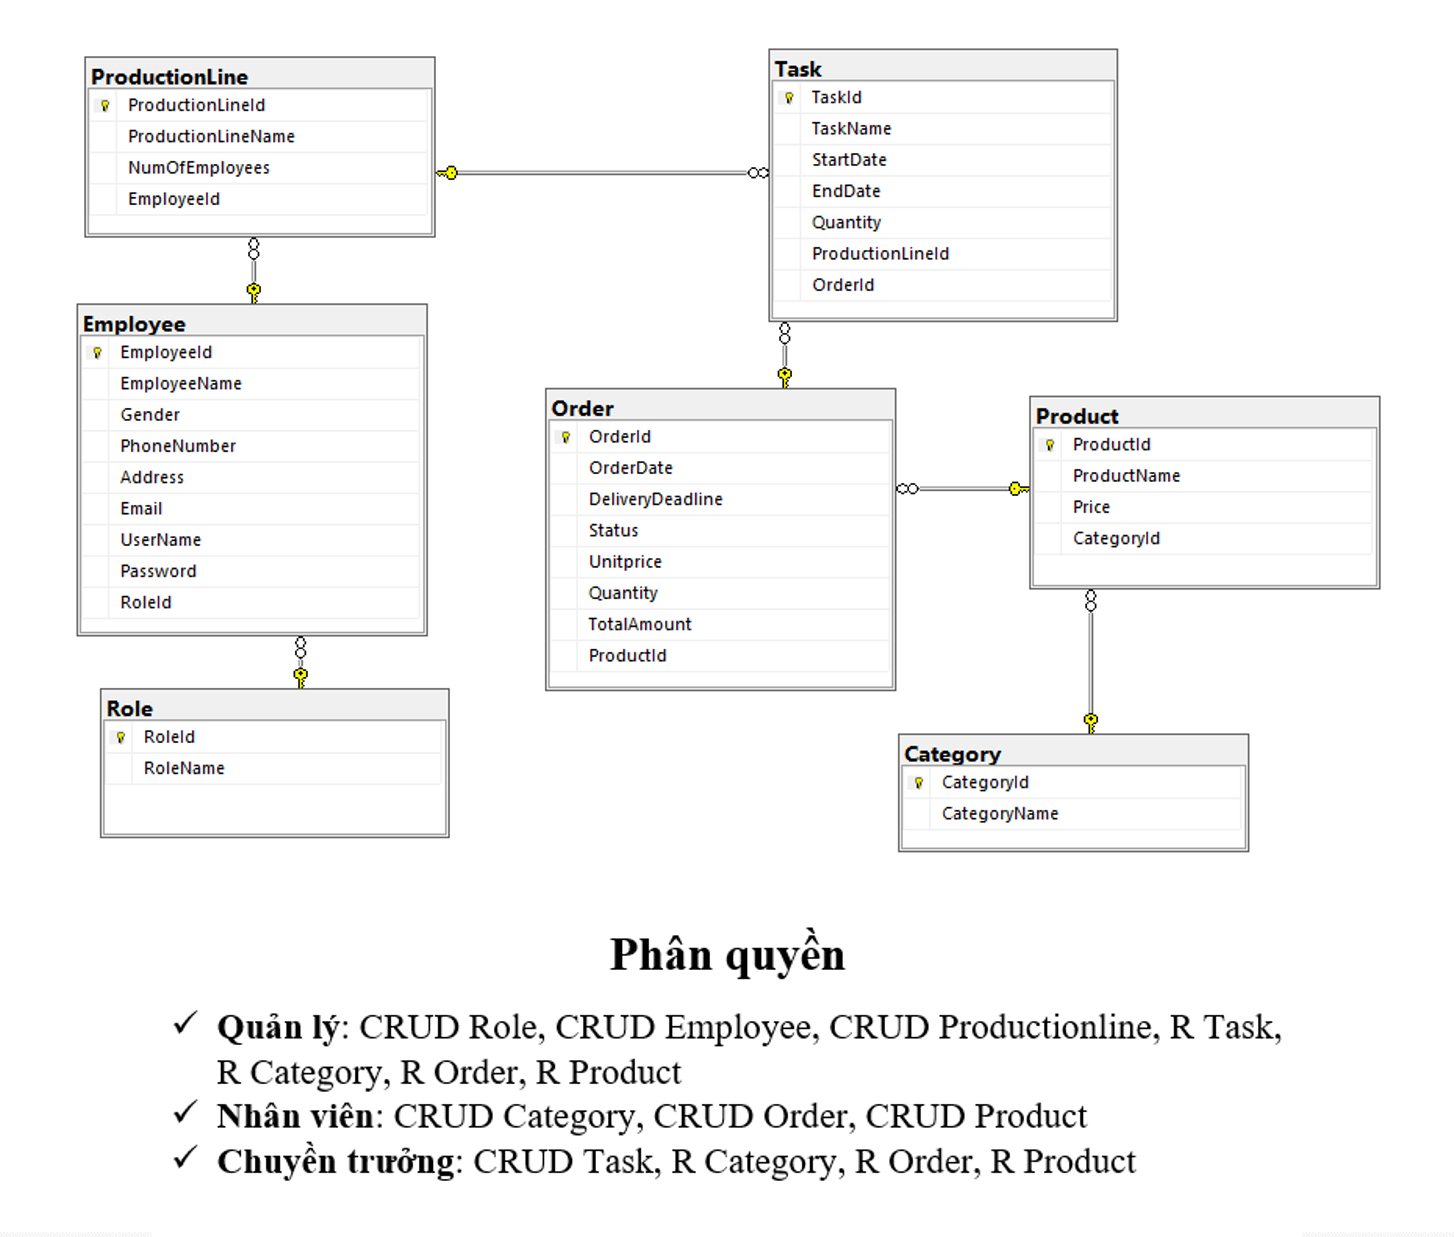 ProductionLine
ProductionLineId
ProductionLineName
NumOfEmployees
EmployeeId
Task
TaskId
TaskName
StartDate
EndDate
Quantity
ProductionLineId
OrderId
Employee
EmployeeId
EmployeeName
Gender
PhoneNumber
Address
Email
UserName
Password
RoleId
Order
OrderId
OrderDate
DeliveryDeadline
Status
Unitprice
Quantity
TotalAmount
ProductId
Product
ProductId
ProductName
Price
CategoryId
Role
RoleId
RoleName
Category
CategoryId
CategoryName
Phân quyền
✓ Quản lý: CRUD Role, CRUD Employee, CRUD Productionline, R Task,
R Category, R Order, R Product
✓ Nhân viên: CRUD Category, CRUD Order, CRUD Product
✓ Chuyền trưởng: CRUD Task, R Category, R Order, R Product